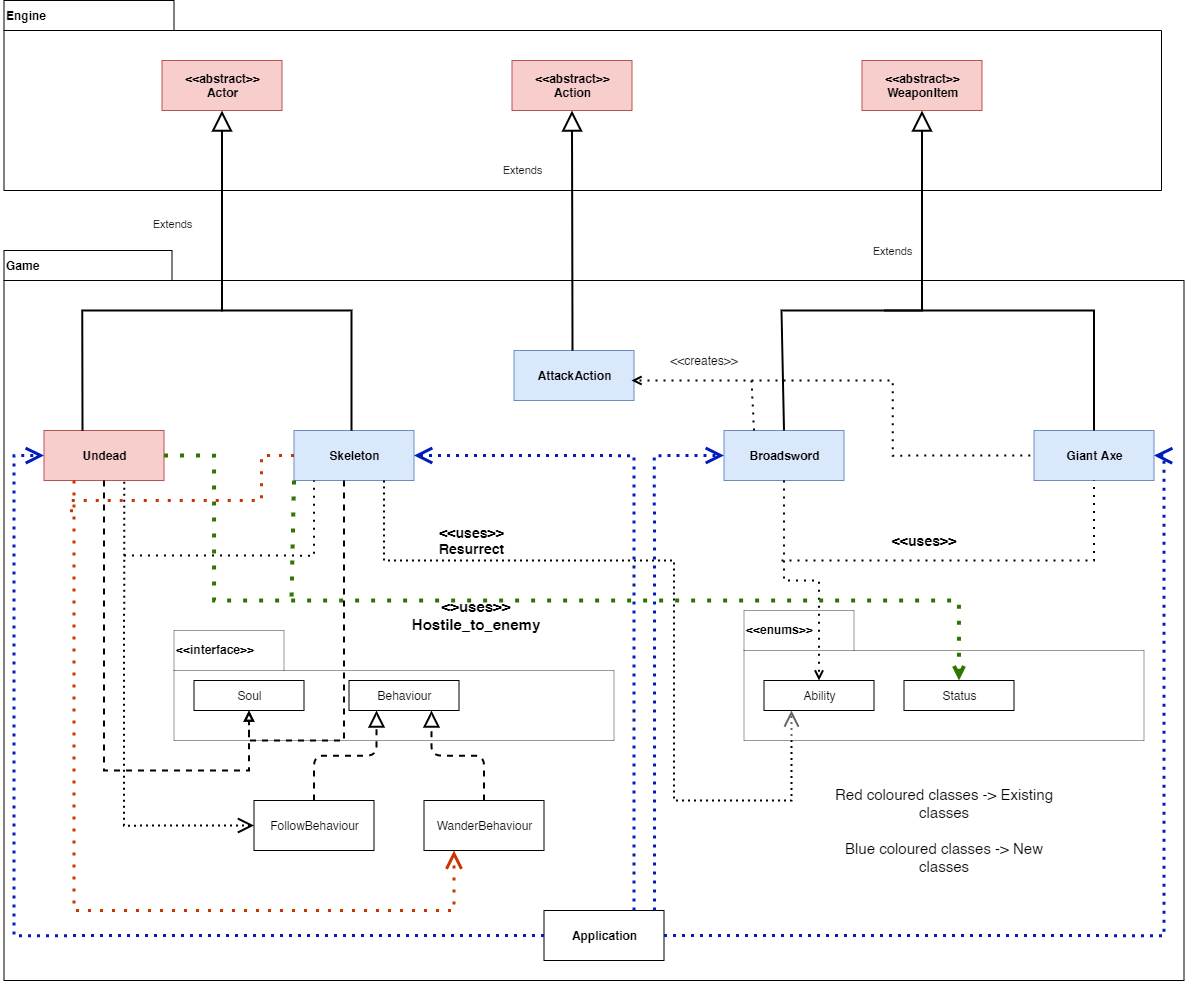 Engine
<<abstract>>
Actor
<<abstract>>
Action
<<abstract>>
WeaponItem
Extends
Extends
Extends
Game
AttackAction
<<creates>>
Undead
Skeleton
Broadsword
Giant Axe
<<uses>>
Resurrect
<<uses>>
<>uses>>
Hostile_to_enemy
<<interface>>
Soul
Behaviour
<<enums>>
Ability
Status
FollowBehaviour
WanderBehaviour
Red coloured classes -> Existing
classes
Blue coloured classes -> New
classes
Application